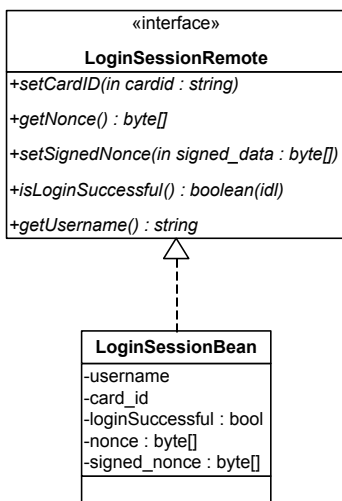 «interface»
LoginSessionRemote
+setCardID(in cardid : string)
+getNonce() : byte[]
+setSignedNonce(in signed_data : byte[])
+isLoginSuccessful() : boolean(idl)
+getUsername() : string
LoginSessionBean
-username
-card_id
-loginSuccessful : bool
-nonce : byte[]
-signed_nonce : byte[]